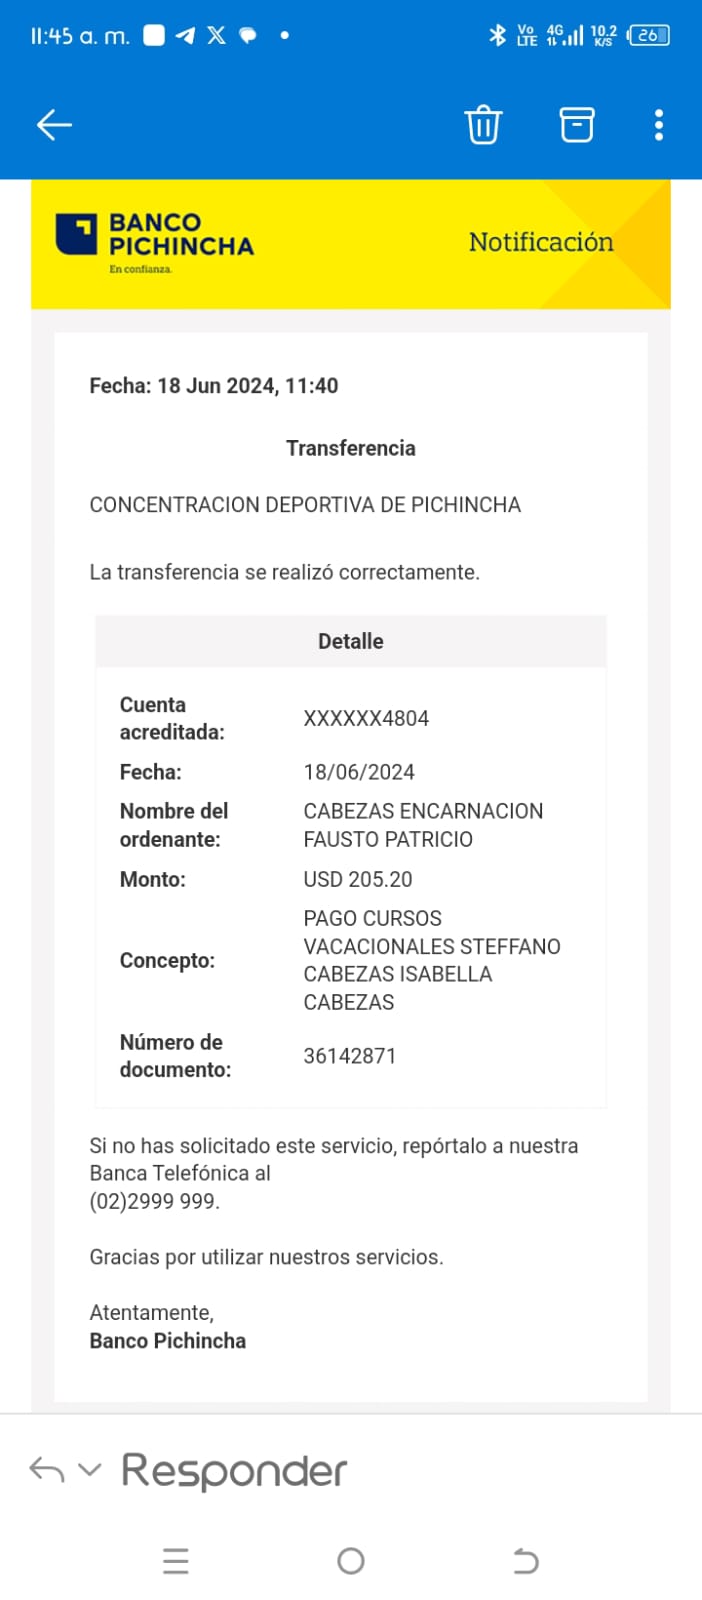 11:45 a. m.
Vo LTE 4G 10.2 K/S 26
BANCO
PICHINCHA
En confianza.
Notificación
Fecha: 18 Jun 2024, 11:40
Transferencia
CONCENTRACION DEPORTIVA DE PICHINCHA
La transferencia se realizó correctamente.
Detalle
Cuenta
acreditada:
XXXXXX4804
Fecha:
18/06/2024
Nombre del
ordenante:
CABEZAS ENCARNACION
FAUSTO PATRICIO
Monto:
USD 205.20
Concepto:
PAGO CURSOS
VACACIONALES STEFFANO
CABEZAS ISABELLA
CABEZAS
Número de
documento:
36142871
Si no has solicitado este servicio, repórtalo a nuestra
Banca Telefónica al
(02)2999 999.
Gracias por utilizar nuestros servicios.
Atentamente,
Banco Pichincha
Responder